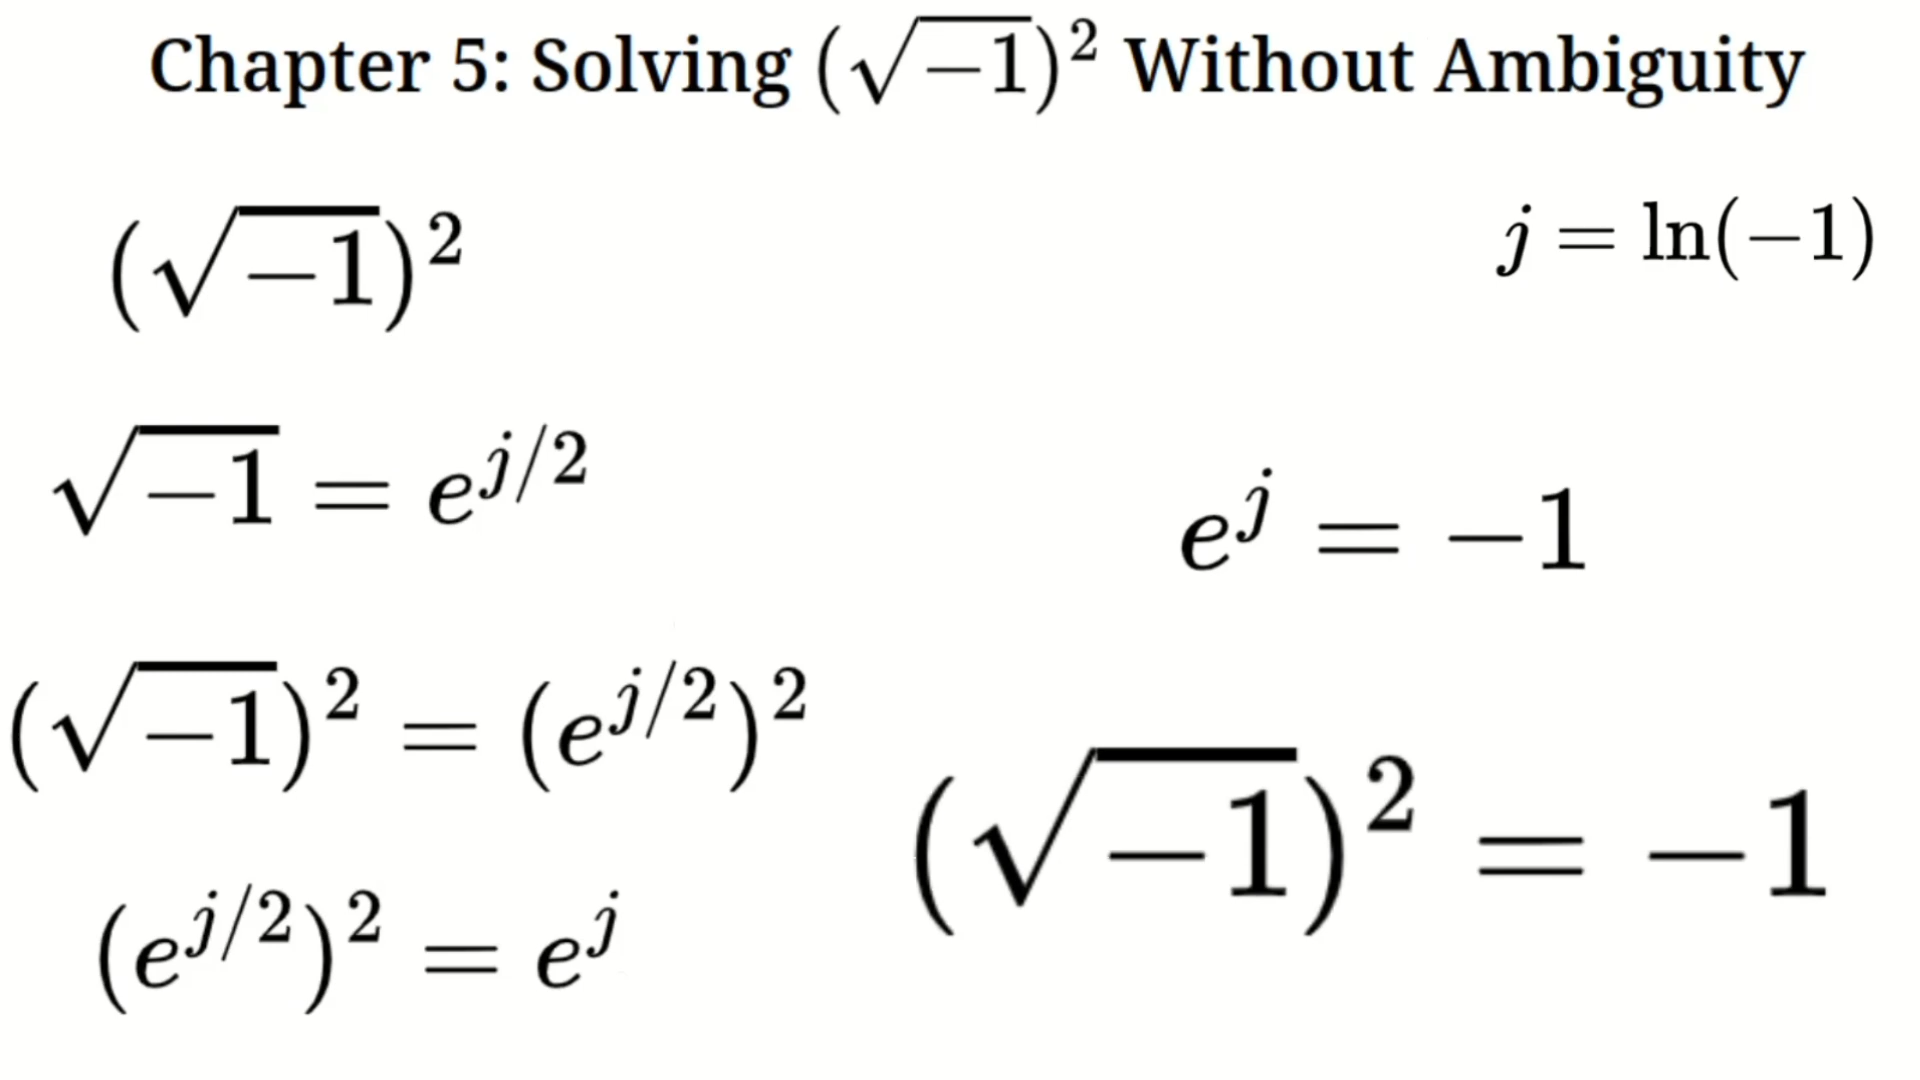 Chapter 5: Solving (√−1)² Without Ambiguity
(√−1)²
j = ln(−1)
√−1 = e^{j/2}
e^j = −1
(√−1)² = (e^{j/2})²
(√−1)² = −1
(e^{j/2})² = e^j